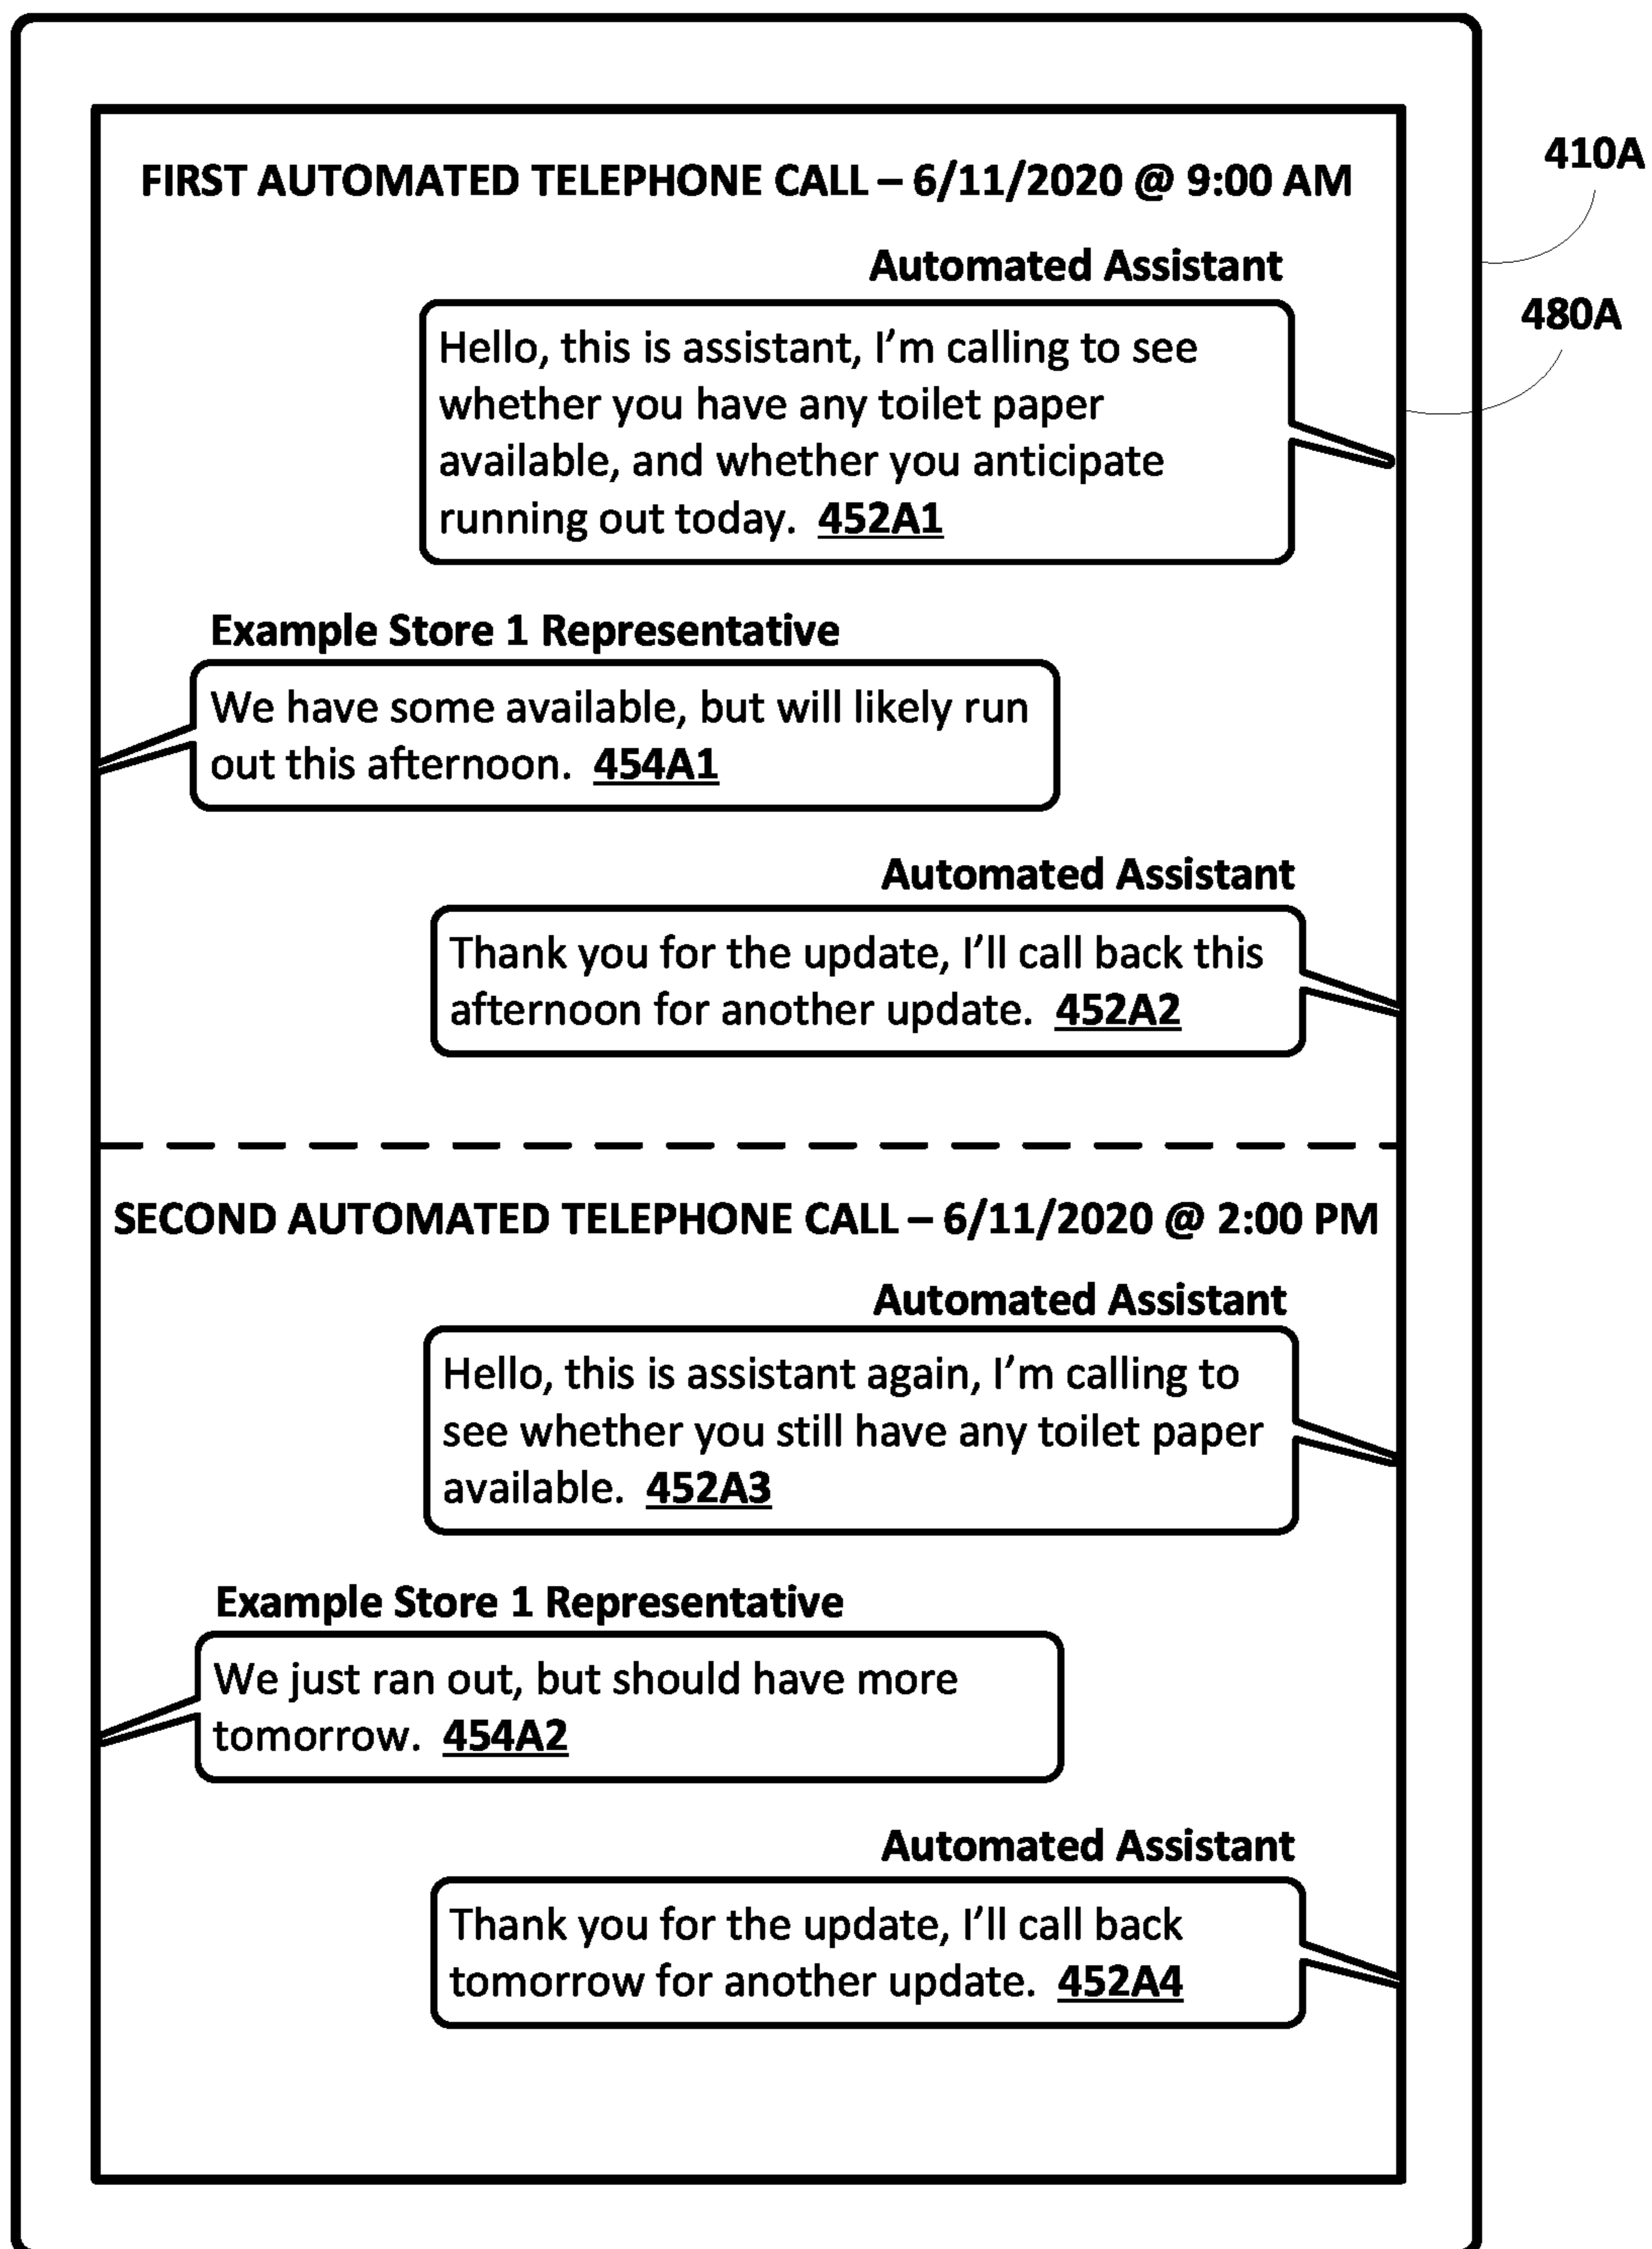 FIRST AUTOMATED TELEPHONE CALL – 6/11/2020 @ 9:00 AM
410A
Automated Assistant
480A
Hello, this is assistant, I'm calling to see
whether you have any toilet paper
available, and whether you anticipate
running out today. 452A1
Example Store 1 Representative
We have some available, but will likely run
out this afternoon. 454A1
Automated Assistant
Thank you for the update, I'll call back this
afternoon for another update. 452A2
SECOND AUTOMATED TELEPHONE CALL – 6/11/2020 @ 2:00 PM
Automated Assistant
Hello, this is assistant again, I'm calling to
see whether you still have any toilet paper
available. 452A3
Example Store 1 Representative
We just ran out, but should have more
tomorrow. 454A2
Automated Assistant
Thank you for the update, I'll call back
tomorrow for another update. 452A4